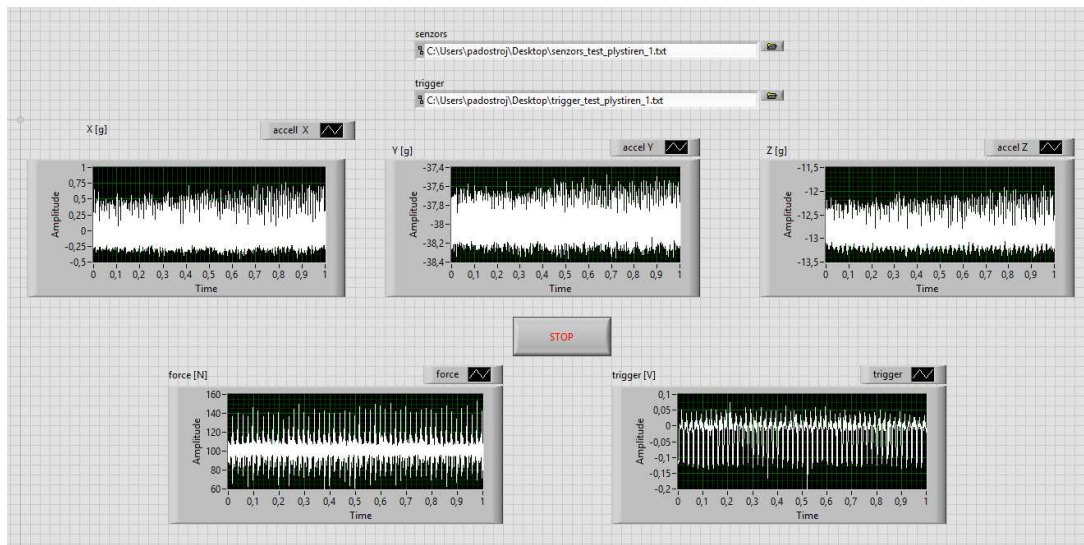 senzors
C:\Users\padostroj\Desktop\senzors_test_plystiren_1.txt
trigger
C:\Users\padostroj\Desktop\trigger_test_plystiren_1.txt
X [g]
accell X
1
0,75
0,5
0,25
0
-0,25
-0,5
Amplitude
0 0,1 0,2 0,3 0,4 0,5 0,6 0,7 0,8 0,9 1
Time
Y [g]
accel Y
-37,4
-37,6
-37,8
-38
-38,2
-38,4
Amplitude
0 0,1 0,2 0,3 0,4 0,5 0,6 0,7 0,8 0,9 1
Time
Z [g]
accel Z
-11,5
-12
-12,5
-13
-13,5
Amplitude
0 0,1 0,2 0,3 0,4 0,5 0,6 0,7 0,8 0,9 1
Time
STOP
force [N]
force
160
140
120
100
80
60
Amplitude
0 0,1 0,2 0,3 0,4 0,5 0,6 0,7 0,8 0,9 1
Time
trigger [V]
trigger
0,1
0,05
0
-0,05
-0,1
-0,15
-0,2
Amplitude
0 0,1 0,2 0,3 0,4 0,5 0,6 0,7 0,8 0,9 1
Time